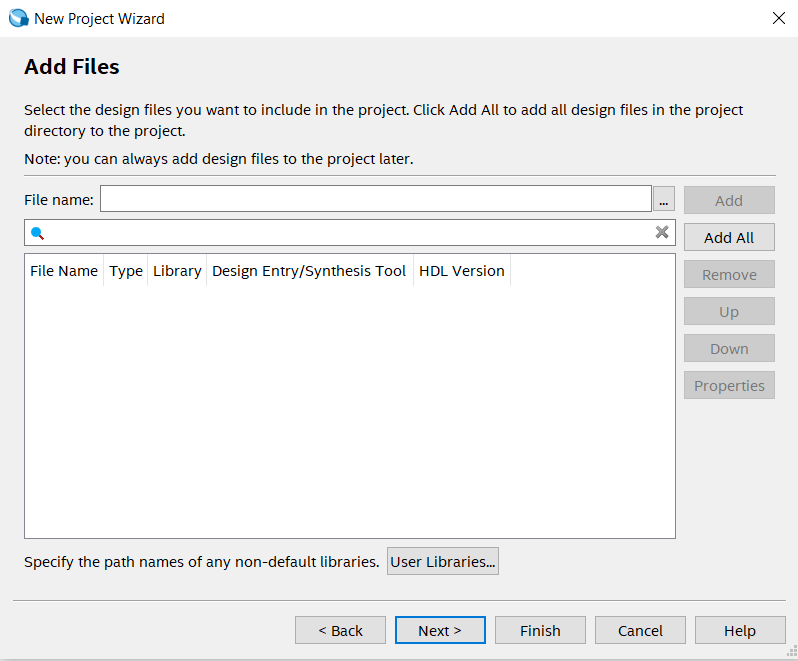 New Project Wizard
Add Files
Select the design files you want to include in the project. Click Add All to add all design files in the project
directory to the project.
Note: you can always add design files to the project later.
File name:
...
Add
Add All
File Name Type Library Design Entry/Synthesis Tool HDL Version
Remove
Up
Down
Properties
Specify the path names of any non-default libraries. User Libraries...
< Back Next > Finish Cancel Help